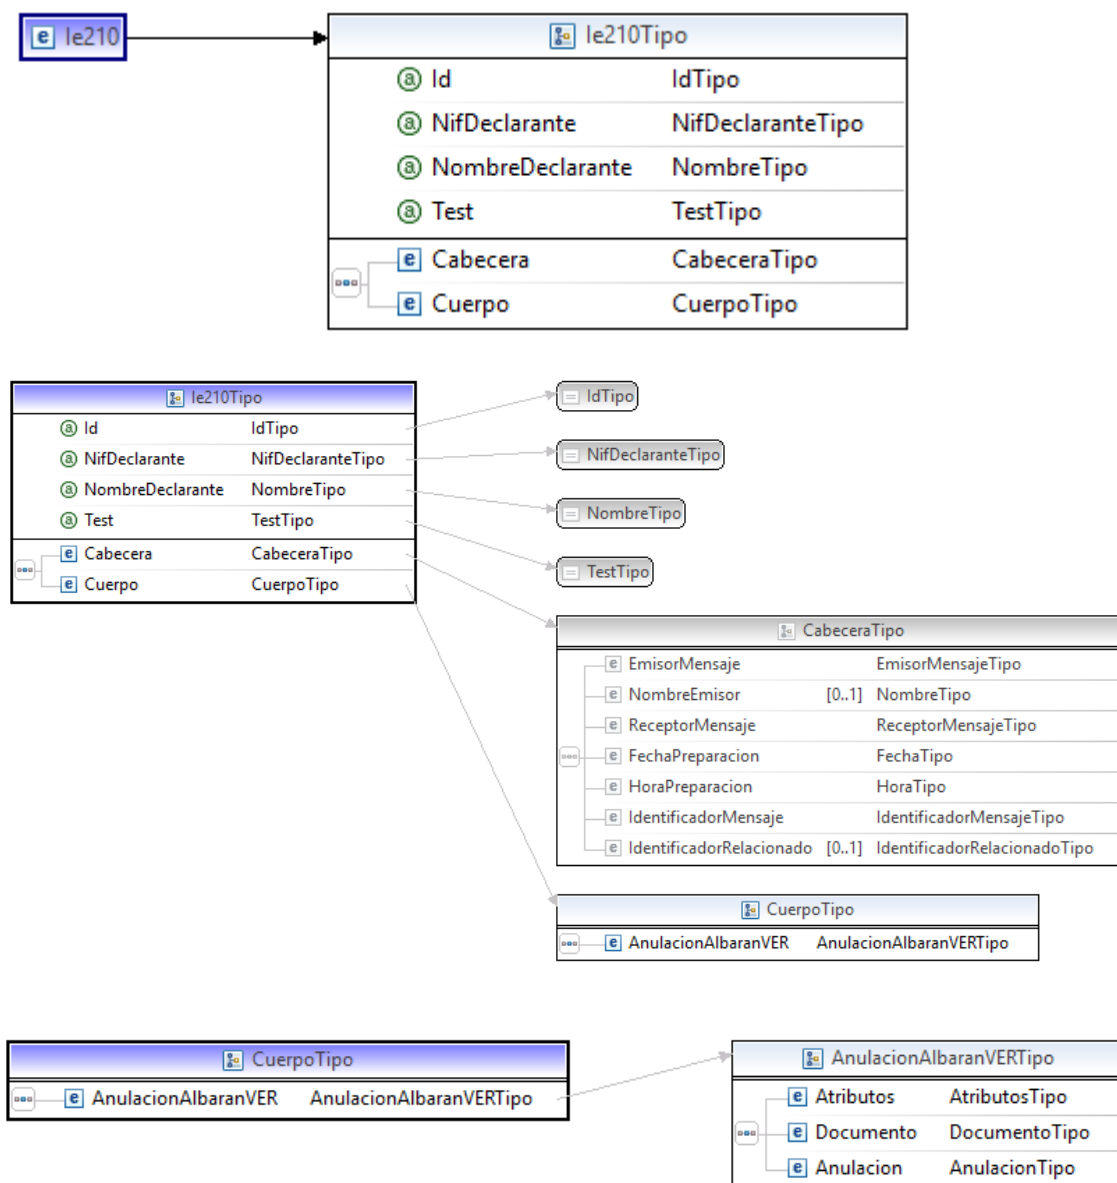 Ie210
Ie210Tipo
Id IdTipo
NifDeclarante NifDeclaranteTipo
NombreDeclarante NombreTipo
Test TestTipo
Cabecera CabeceraTipo
Cuerpo CuerpoTipo
Ie210Tipo
Id IdTipo
NifDeclarante NifDeclaranteTipo
NombreDeclarante NombreTipo
Test TestTipo
Cabecera CabeceraTipo
Cuerpo CuerpoTipo
IdTipo
NifDeclaranteTipo
NombreTipo
TestTipo
CabeceraTipo
EmisorMensaje EmisorMensajeTipo
NombreEmisor [0..1] NombreTipo
ReceptorMensaje ReceptorMensajeTipo
FechaPreparacion FechaTipo
HoraPreparacion HoraTipo
IdentificadorMensaje IdentificadorMensajeTipo
IdentificadorRelacionado [0..1] IdentificadorRelacionadoTipo
CuerpoTipo
AnulacionAlbaranVER AnulacionAlbaranVERTipo
CuerpoTipo
AnulacionAlbaranVER AnulacionAlbaranVERTipo
AnulacionAlbaranVERTipo
Atributos AtributosTipo
Documento DocumentoTipo
Anulacion AnulacionTipo